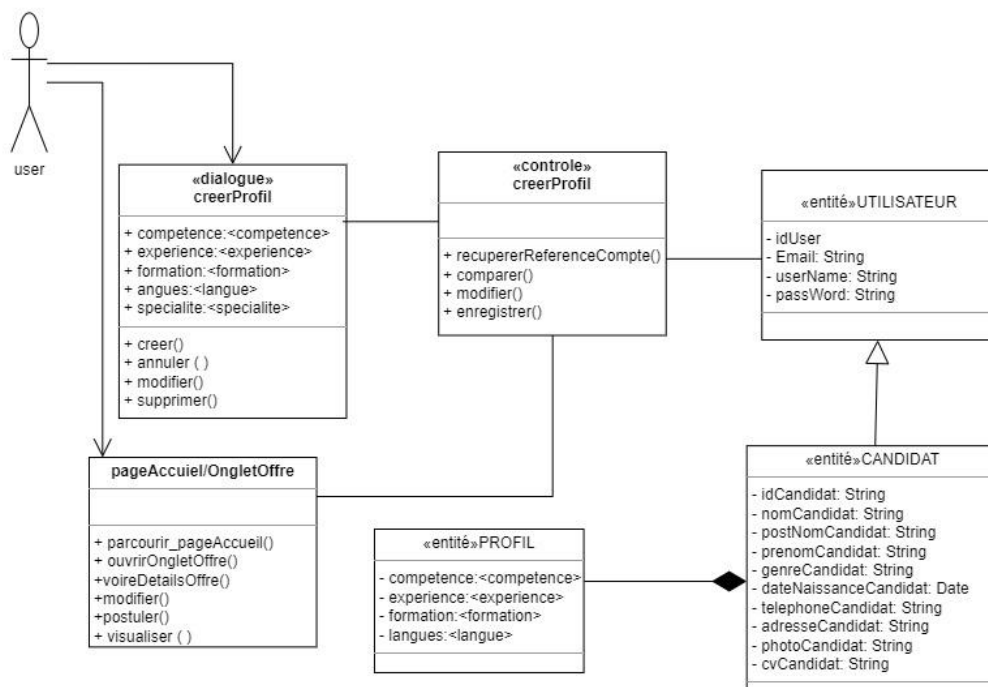 user
«dialogue»
creerProfil
+ competence:<competence>
+ experience:<experience>
+ formation:<formation>
+ angues:<langue>
+ specialite:<specialite>
+ creer()
+ annuler ( )
+ modifier()
+ supprimer()
«controle»
creerProfil
+ recupererReferenceCompte()
+ comparer()
+ modifier()
+ enregistrer()
«entité»UTILISATEUR
- idUser
- Email: String
- userName: String
- passWord: String
pageAccuiel/OngletOffre
+ parcourir_pageAccueil()
+ ouvrirOngletOffre()
+voireDetailsOffre()
+modifier()
+postuler()
+ visualiser ( )
«entité»PROFIL
- competence:<competence>
- experience:<experience>
- formation:<formation>
- langues:<langue>
«entité»CANDIDAT
- idCandidat: String
- nomCandidat: String
- postNomCandidat: String
- prenomCandidat: String
- genreCandidat: String
- dateNaissanceCandidat: Date
- telephoneCandidat: String
- adresseCandidat: String
- photoCandidat: String
- cvCandidat: String